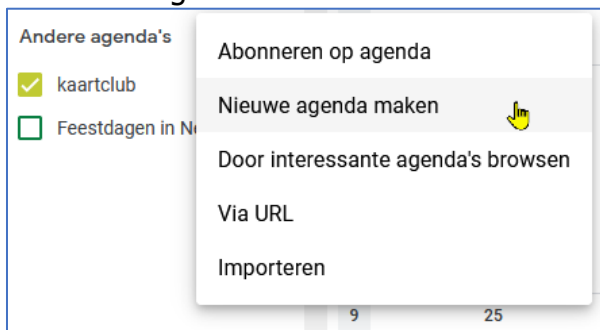 Andere agenda's
kaartclub
Feestdagen in
Abonneren op agenda
Nieuwe agenda maken
Door interessante agenda's browsen
Via URL
Importeren
9 25